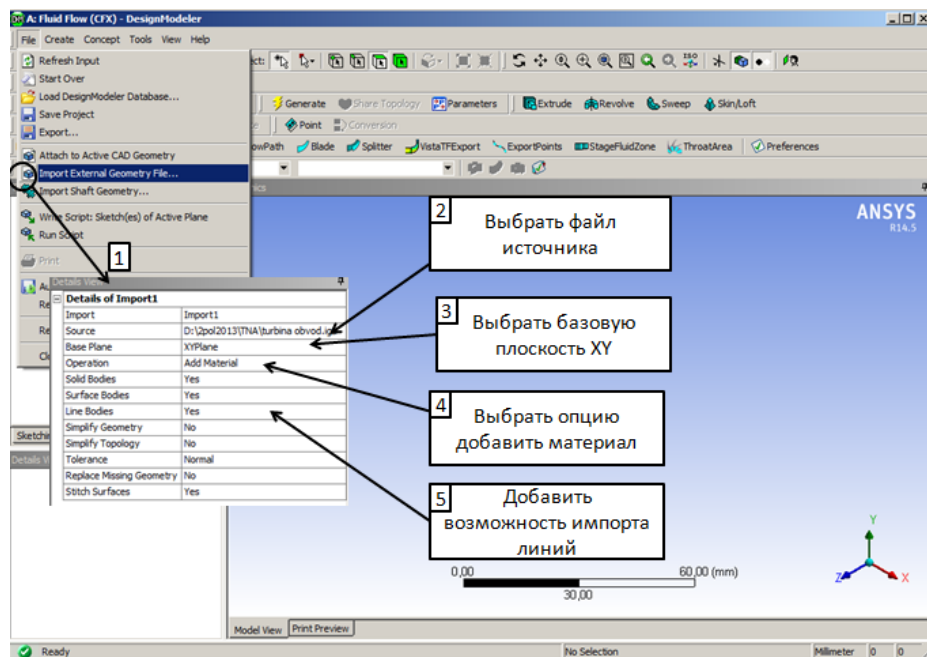 A: Fluid Flow (CFX) - DesignModeler
File Create Concept Tools View Help
Refresh Input
Start Over
Load DesignModeler Database...
Save Project
Export...
Attach to Active CAD Geometry
Import External Geometry File...
Import Shaft Geometry...
Write Script: Sketch(es) of Active Plane
Run Script
Print
Generate Share Topology Parameters Extrude Revolve Sweep Skin/Loft
Point Conversion
Blade Splitter VistaTFExport ExportPoints StageFluidZone ThroatArea Preferences
ANSYS
R14.5
1
Details View
Details of Import1
Import Import1
Source D:\2pol2013\TNA\turbina obvod.ig
Base Plane XYPlane
Operation Add Material
Solid Bodies Yes
Surface Bodies Yes
Line Bodies Yes
Simplify Geometry No
Simplify Topology No
Tolerance Normal
Replace Missing Geometry No
Stitch Surfaces Yes
2
Выбрать файл
источника
3
Выбрать базовую
плоскость XY
4
Выбрать опцию
добавить материал
5
Добавить
возможность импорта
линий
0,00 60,00 (mm)
30,00
Y
Z X
Model View Print Preview
Ready No Selection Millimeter 0 0